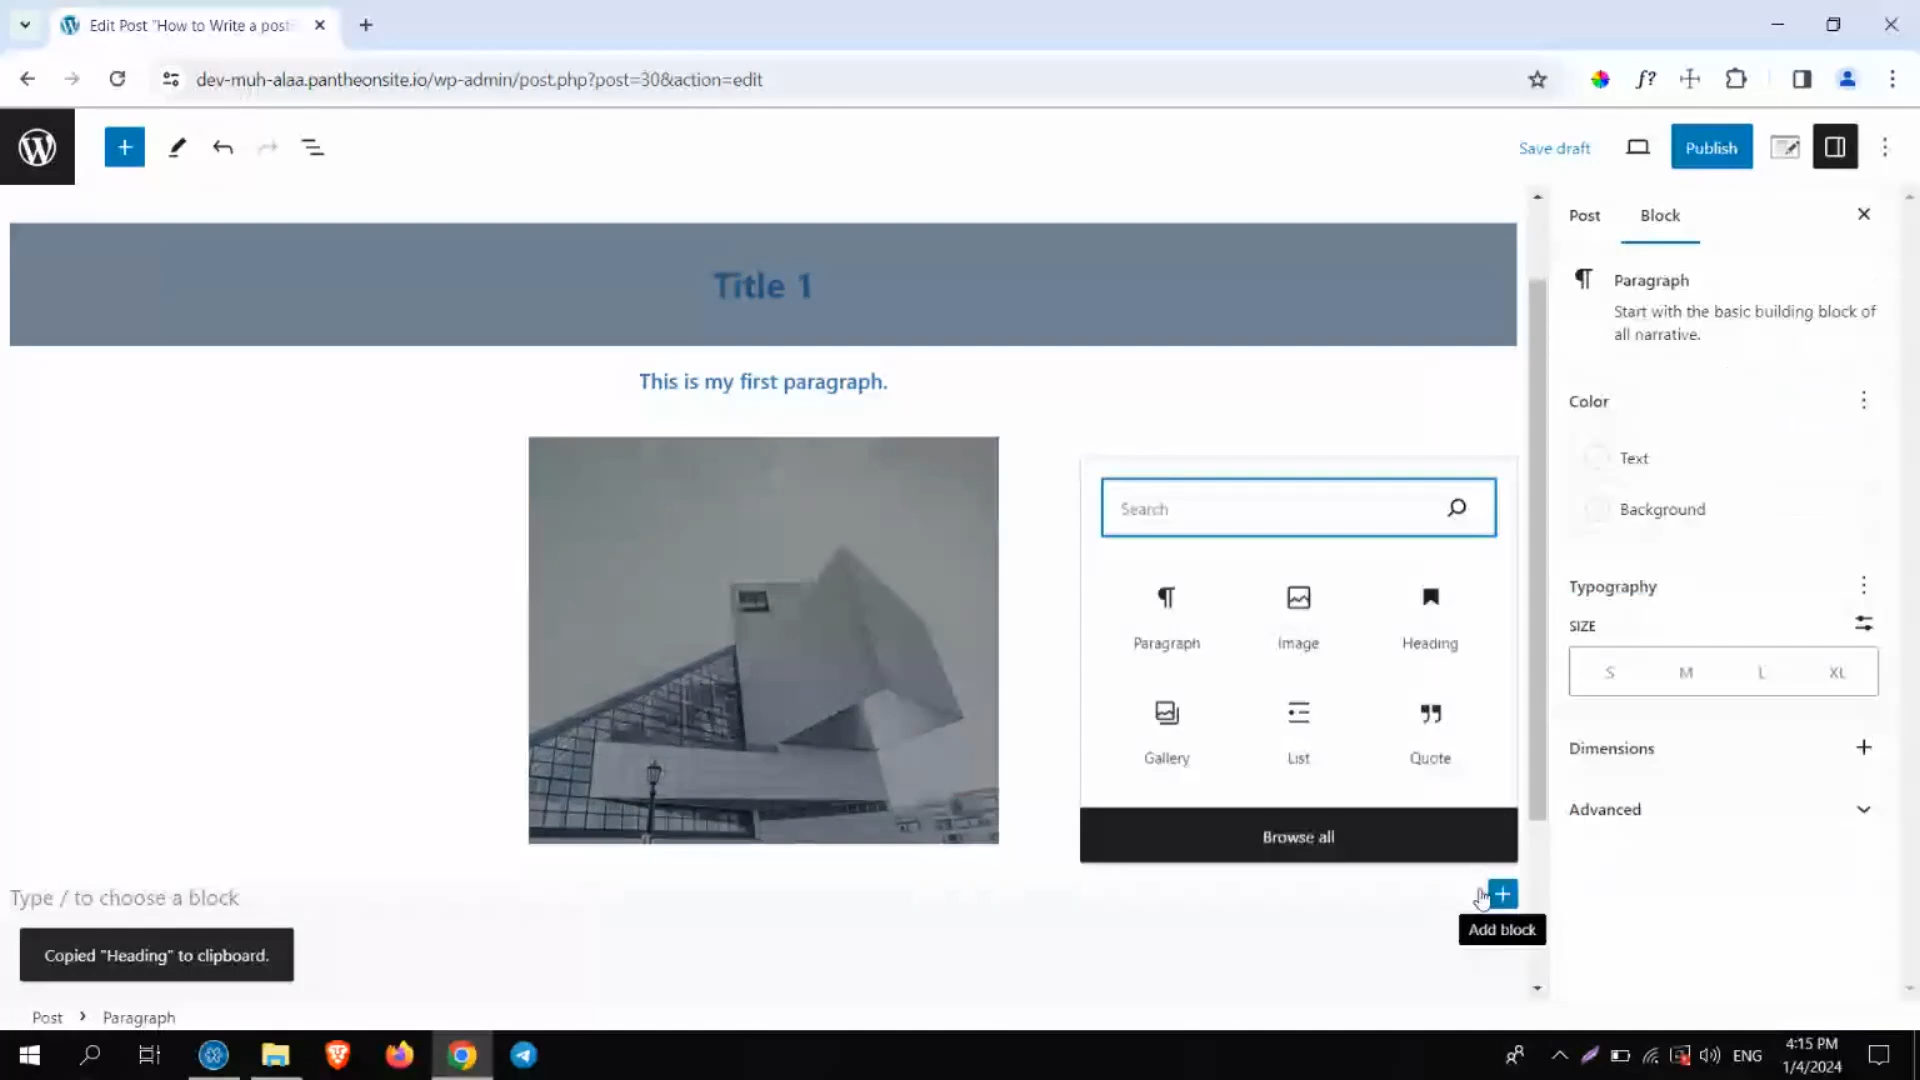 Edit Post "How to Write a post
dev-muh-alaa.pantheonsite.io/wp-admin/post.php?post=30&action=edit
f?
Save draft
Publish
Post
Block
Title 1
Paragraph
Start with the basic building block of
all narrative.
This is my first paragraph.
Color
Text
Background
Search
Typography
SIZE
S M L XL
Paragraph
Image
Heading
Gallery
List
Quote
Dimensions
Advanced
Browse all
Type / to choose a block
Add block
Copied "Heading" to clipboard.
Post › Paragraph
ENG
4:15 PM
1/4/2024